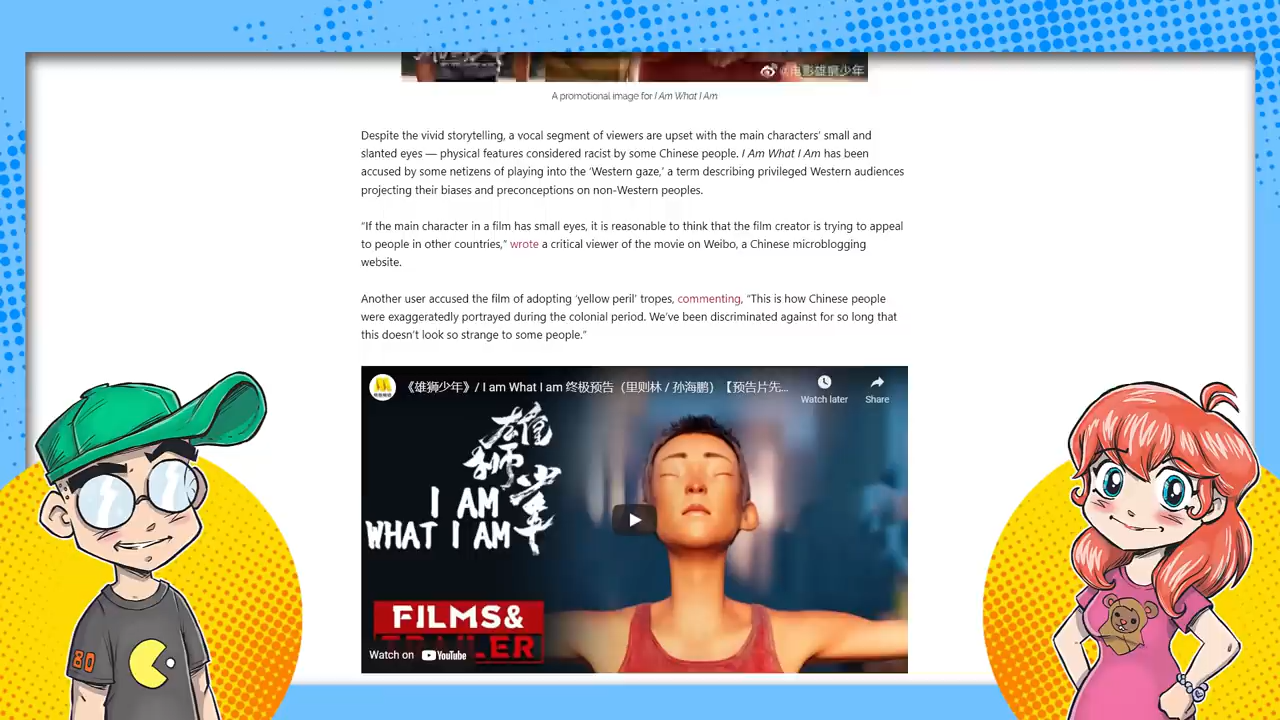 @电影雄狮少年
A promotional image for I Am What I Am
Despite the vivid storytelling, a vocal segment of viewers are upset with the main characters' small and
slanted eyes — physical features considered racist by some Chinese people. I Am What I Am has been
accused by some netizens of playing into the 'Western gaze,' a term describing privileged Western audiences
projecting their biases and preconceptions on non-Western peoples.
“If the main character in a film has small eyes, it is reasonable to think that the film creator is trying to appeal
to people in other countries,” wrote a critical viewer of the movie on Weibo, a Chinese microblogging
website.
Another user accused the film of adopting 'yellow peril' tropes, commenting, “This is how Chinese people
were exaggeratedly portrayed during the colonial period. We've been discriminated against for so long that
this doesn't look so strange to some people.”
《雄狮少年》/ I am What I am 终极预告（里则林 / 孙海鹏）【预告片先...
Watch later
Share
雄狮少年
I AM
WHAT I AM
FILMS&
TRAILER
Watch on YouTube
80